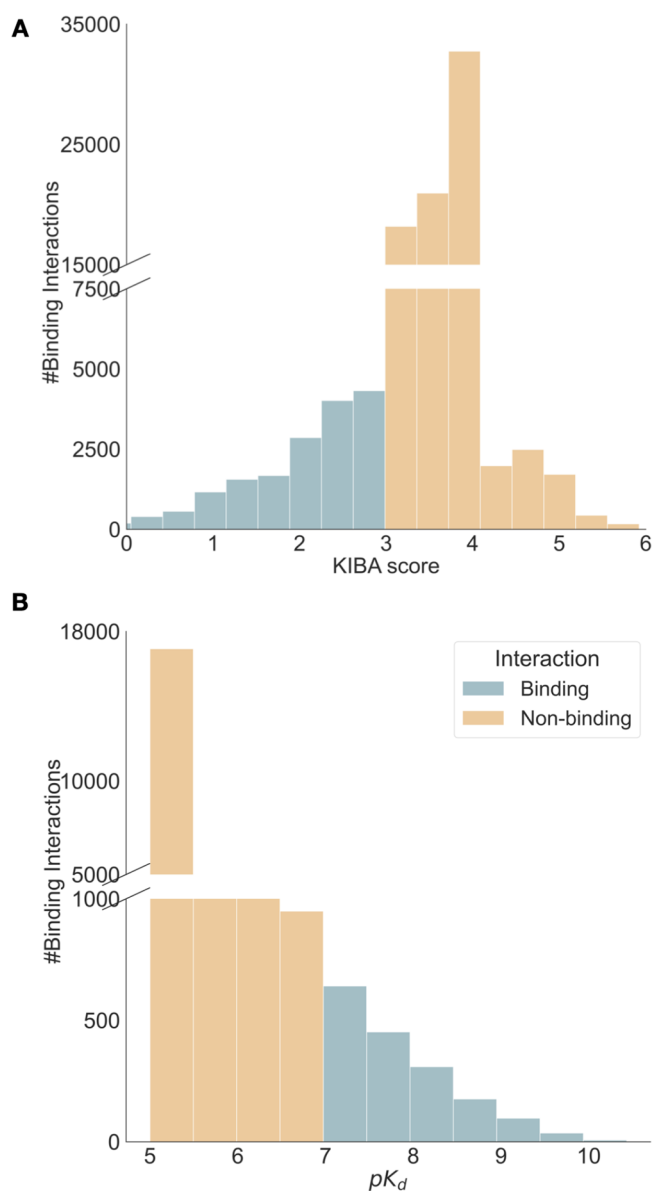 A
35000
25000
15000
7500
5000
2500
0
#Binding Interactions
0 1 2 3 4 5 6
KIBA score
B
18000
10000
5000
1000
500
0
#Binding Interactions
Interaction
Binding
Non-binding
5 6 7 8 9 10
pKd